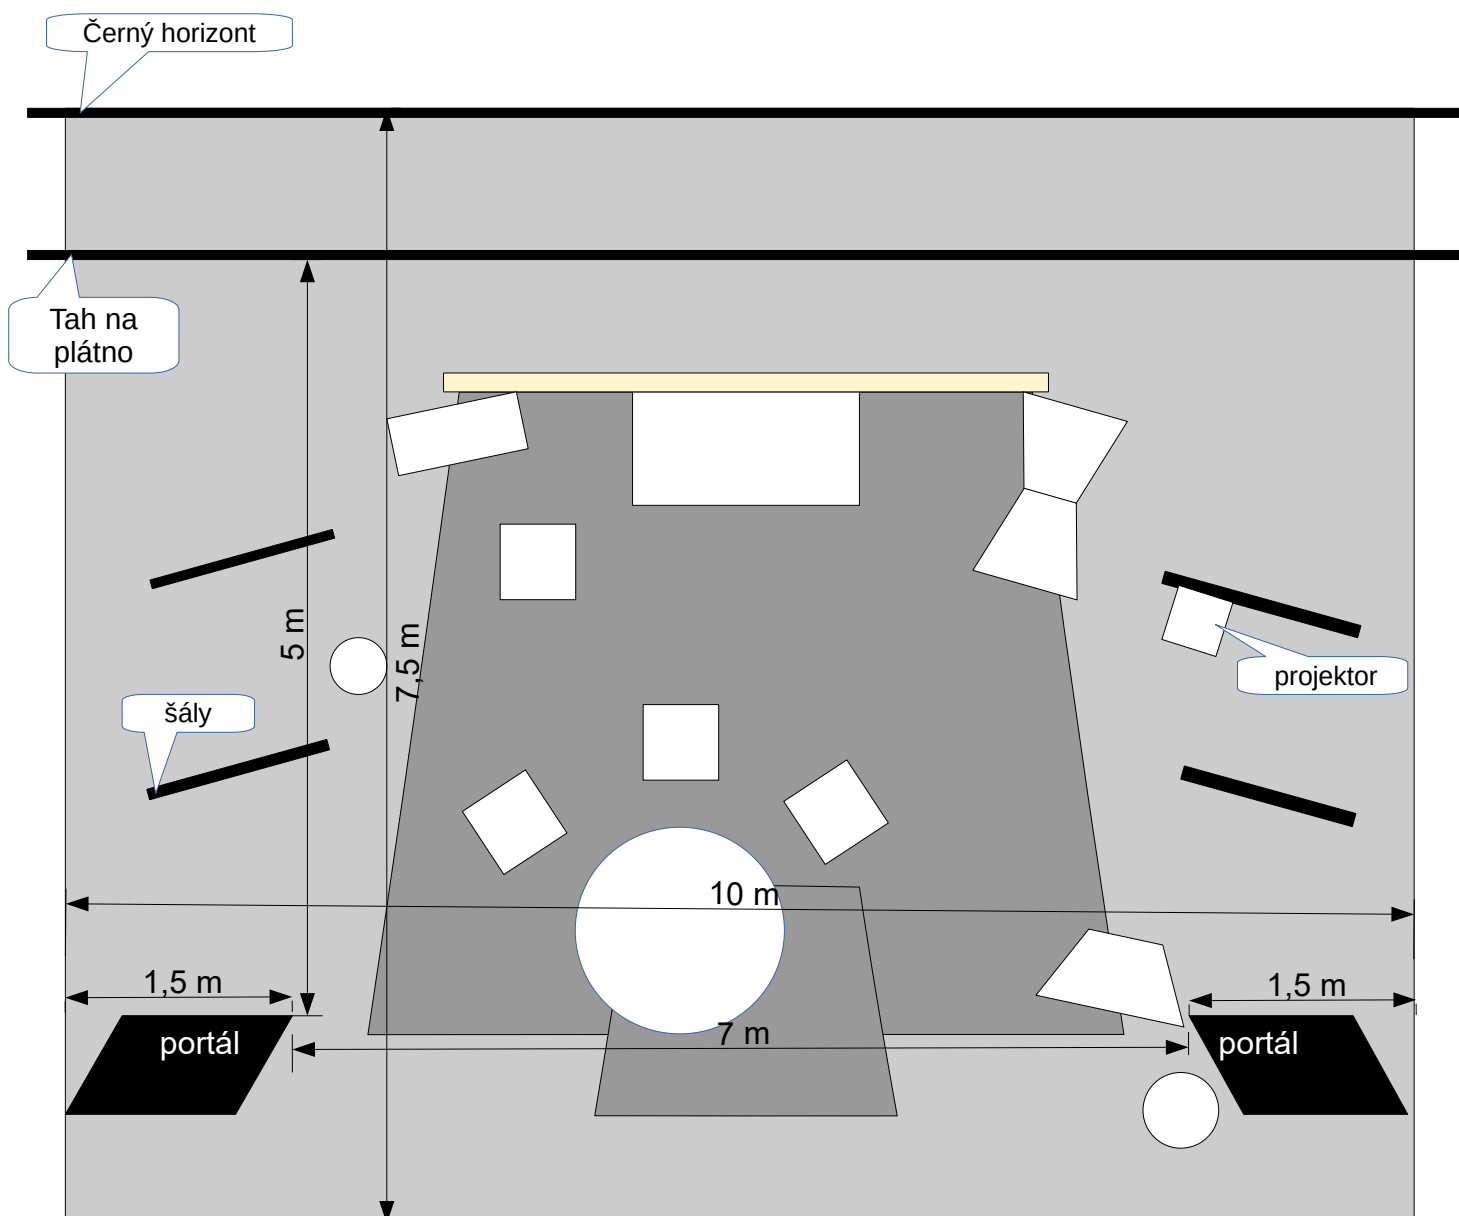 Černý horizont
Tah na
plátno
5 m
7,5 m
projektor
šály
10 m
1,5 m
1,5 m
portál
7 m
portál